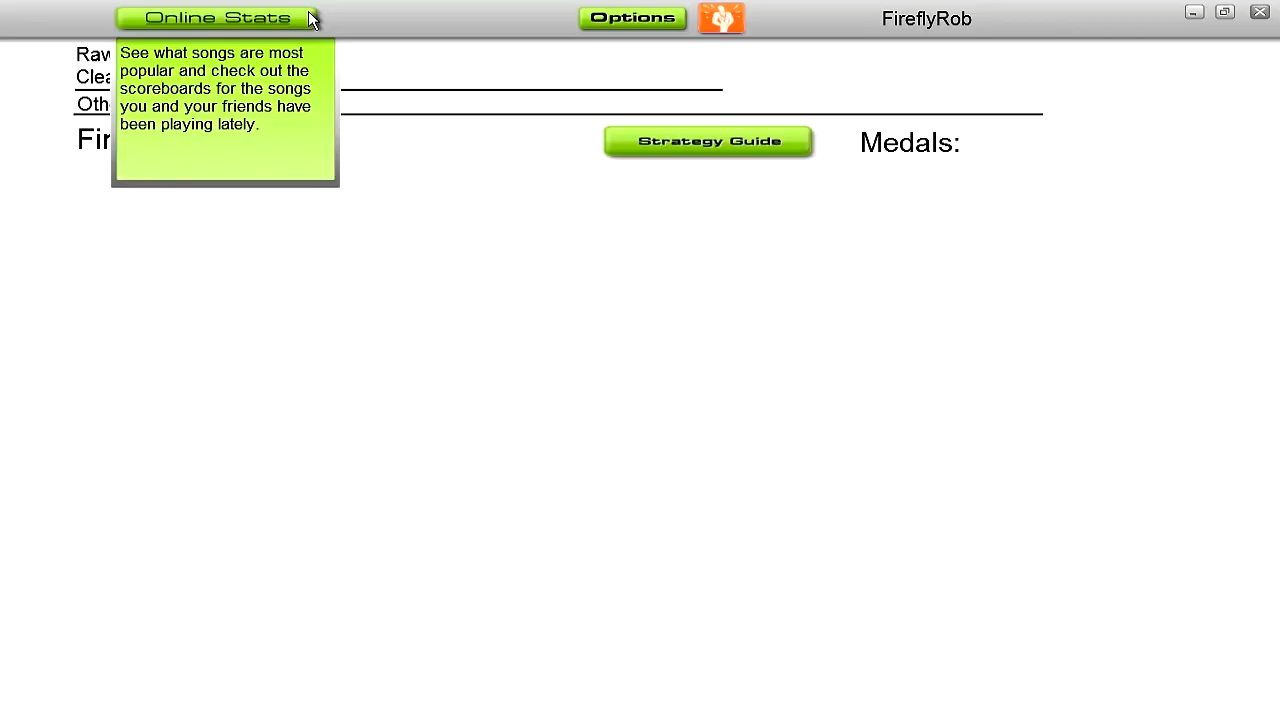 Online Stats
Options
FireflyRob
See what songs are most
popular and check out the
scoreboards for the songs
you and your friends have
been playing lately.
Strategy Guide
Medals: